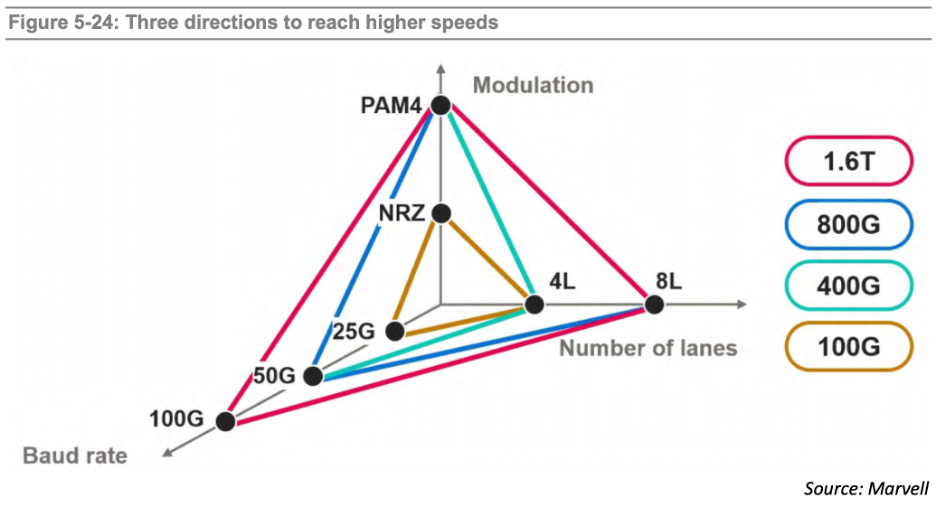 Figure 5-24: Three directions to reach higher speeds
Modulation
PAM4
1.6T
NRZ
800G
4L
8L
400G
25G
Number of lanes
100G
50G
100G
Baud rate
Source: Marvell